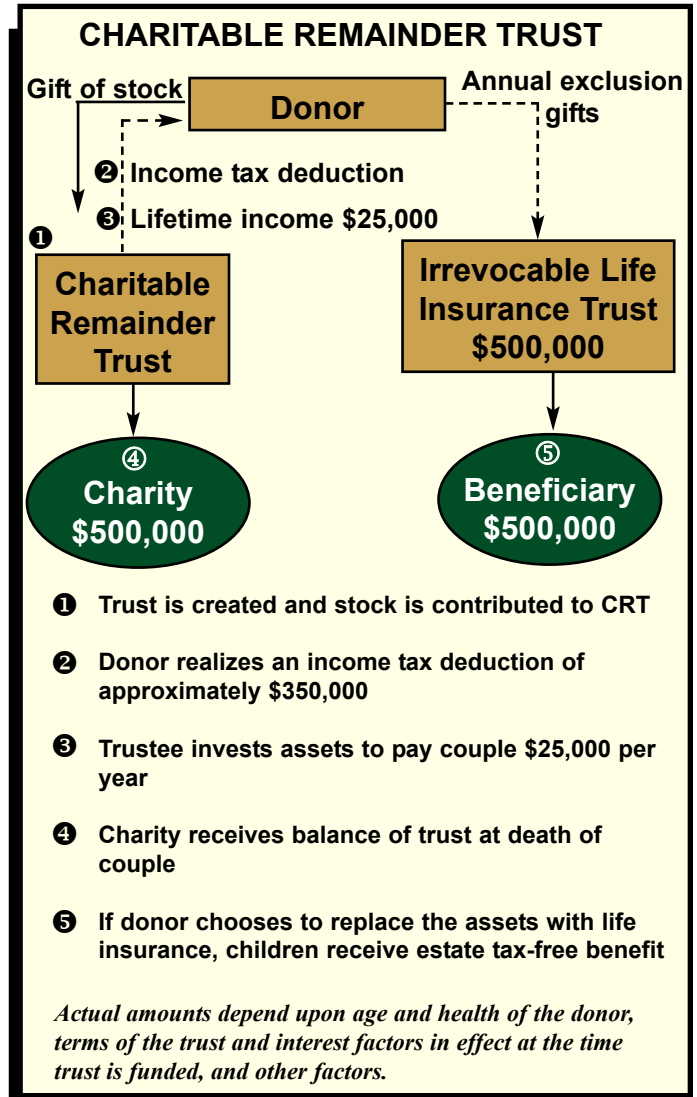 CHARITABLE REMAINDER TRUST
Gift of stock
Donor
Annual exclusion
gifts
❷ Income tax deduction
❸ Lifetime income $25,000
❶
Charitable
Remainder
Trust
Irrevocable Life
Insurance Trust
$500,000
④
Charity
$500,000
⑤
Beneficiary
$500,000
❶ Trust is created and stock is contributed to CRT
❷ Donor realizes an income tax deduction of
approximately $350,000
❸ Trustee invests assets to pay couple $25,000 per
year
❹ Charity receives balance of trust at death of
couple
❺ If donor chooses to replace the assets with life
insurance, children receive estate tax-free benefit
Actual amounts depend upon age and health of the donor,
terms of the trust and interest factors in effect at the time
trust is funded, and other factors.